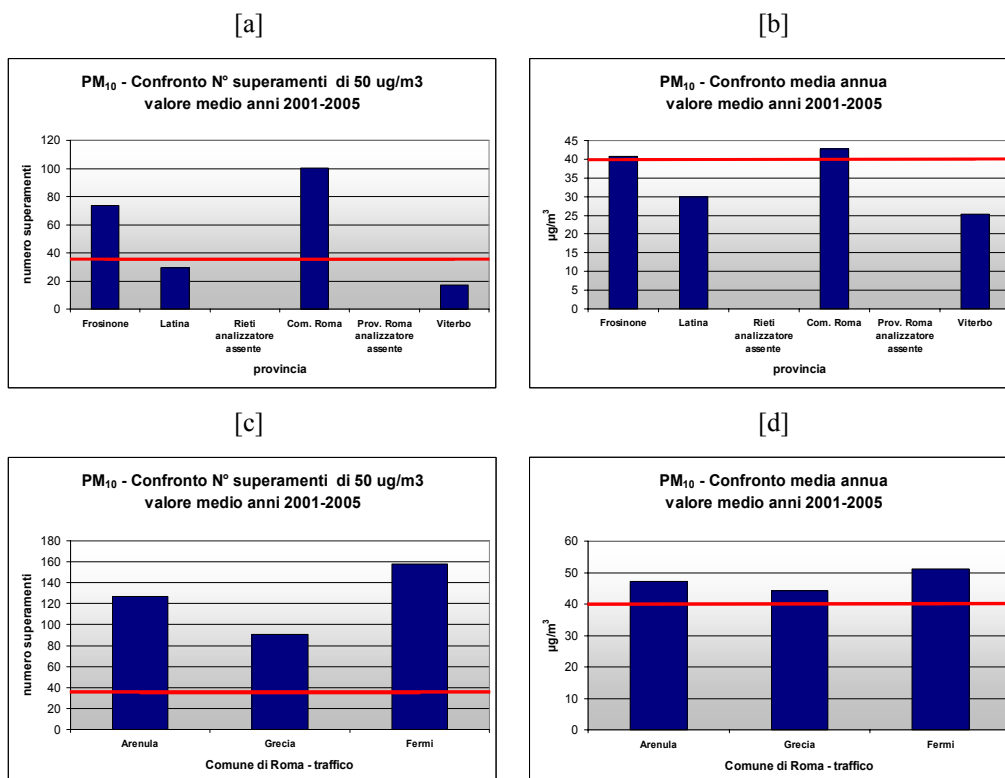 [a]
PM10 - Confronto N° superamenti di 50 ug/m3
valore medio anni 2001-2005
numero superamenti
120
100
80
60
40
20
0
Frosinone
Latina
Rieti
analizzatore
assente
Com. Roma
Prov. Roma
analizzatore
assente
Viterbo
provincia
[b]
PM10 - Confronto media annua
valore medio anni 2001-2005
µg/m³
45
40
35
30
25
20
15
10
5
0
Frosinone
Latina
Rieti
analizzatore
assente
Com. Roma
Prov. Roma
analizzatore
assente
Viterbo
provincia
[c]
PM10 - Confronto N° superamenti di 50 ug/m3
valore medio anni 2001-2005
numero superamenti
180
160
140
120
100
80
60
40
20
0
Arenula
Grecia
Fermi
Comune di Roma - traffico
[d]
PM10 - Confronto media annua
valore medio anni 2001-2005
µg/m³
60
50
40
30
20
10
0
Arenula
Grecia
Fermi
Comune di Roma - traffico